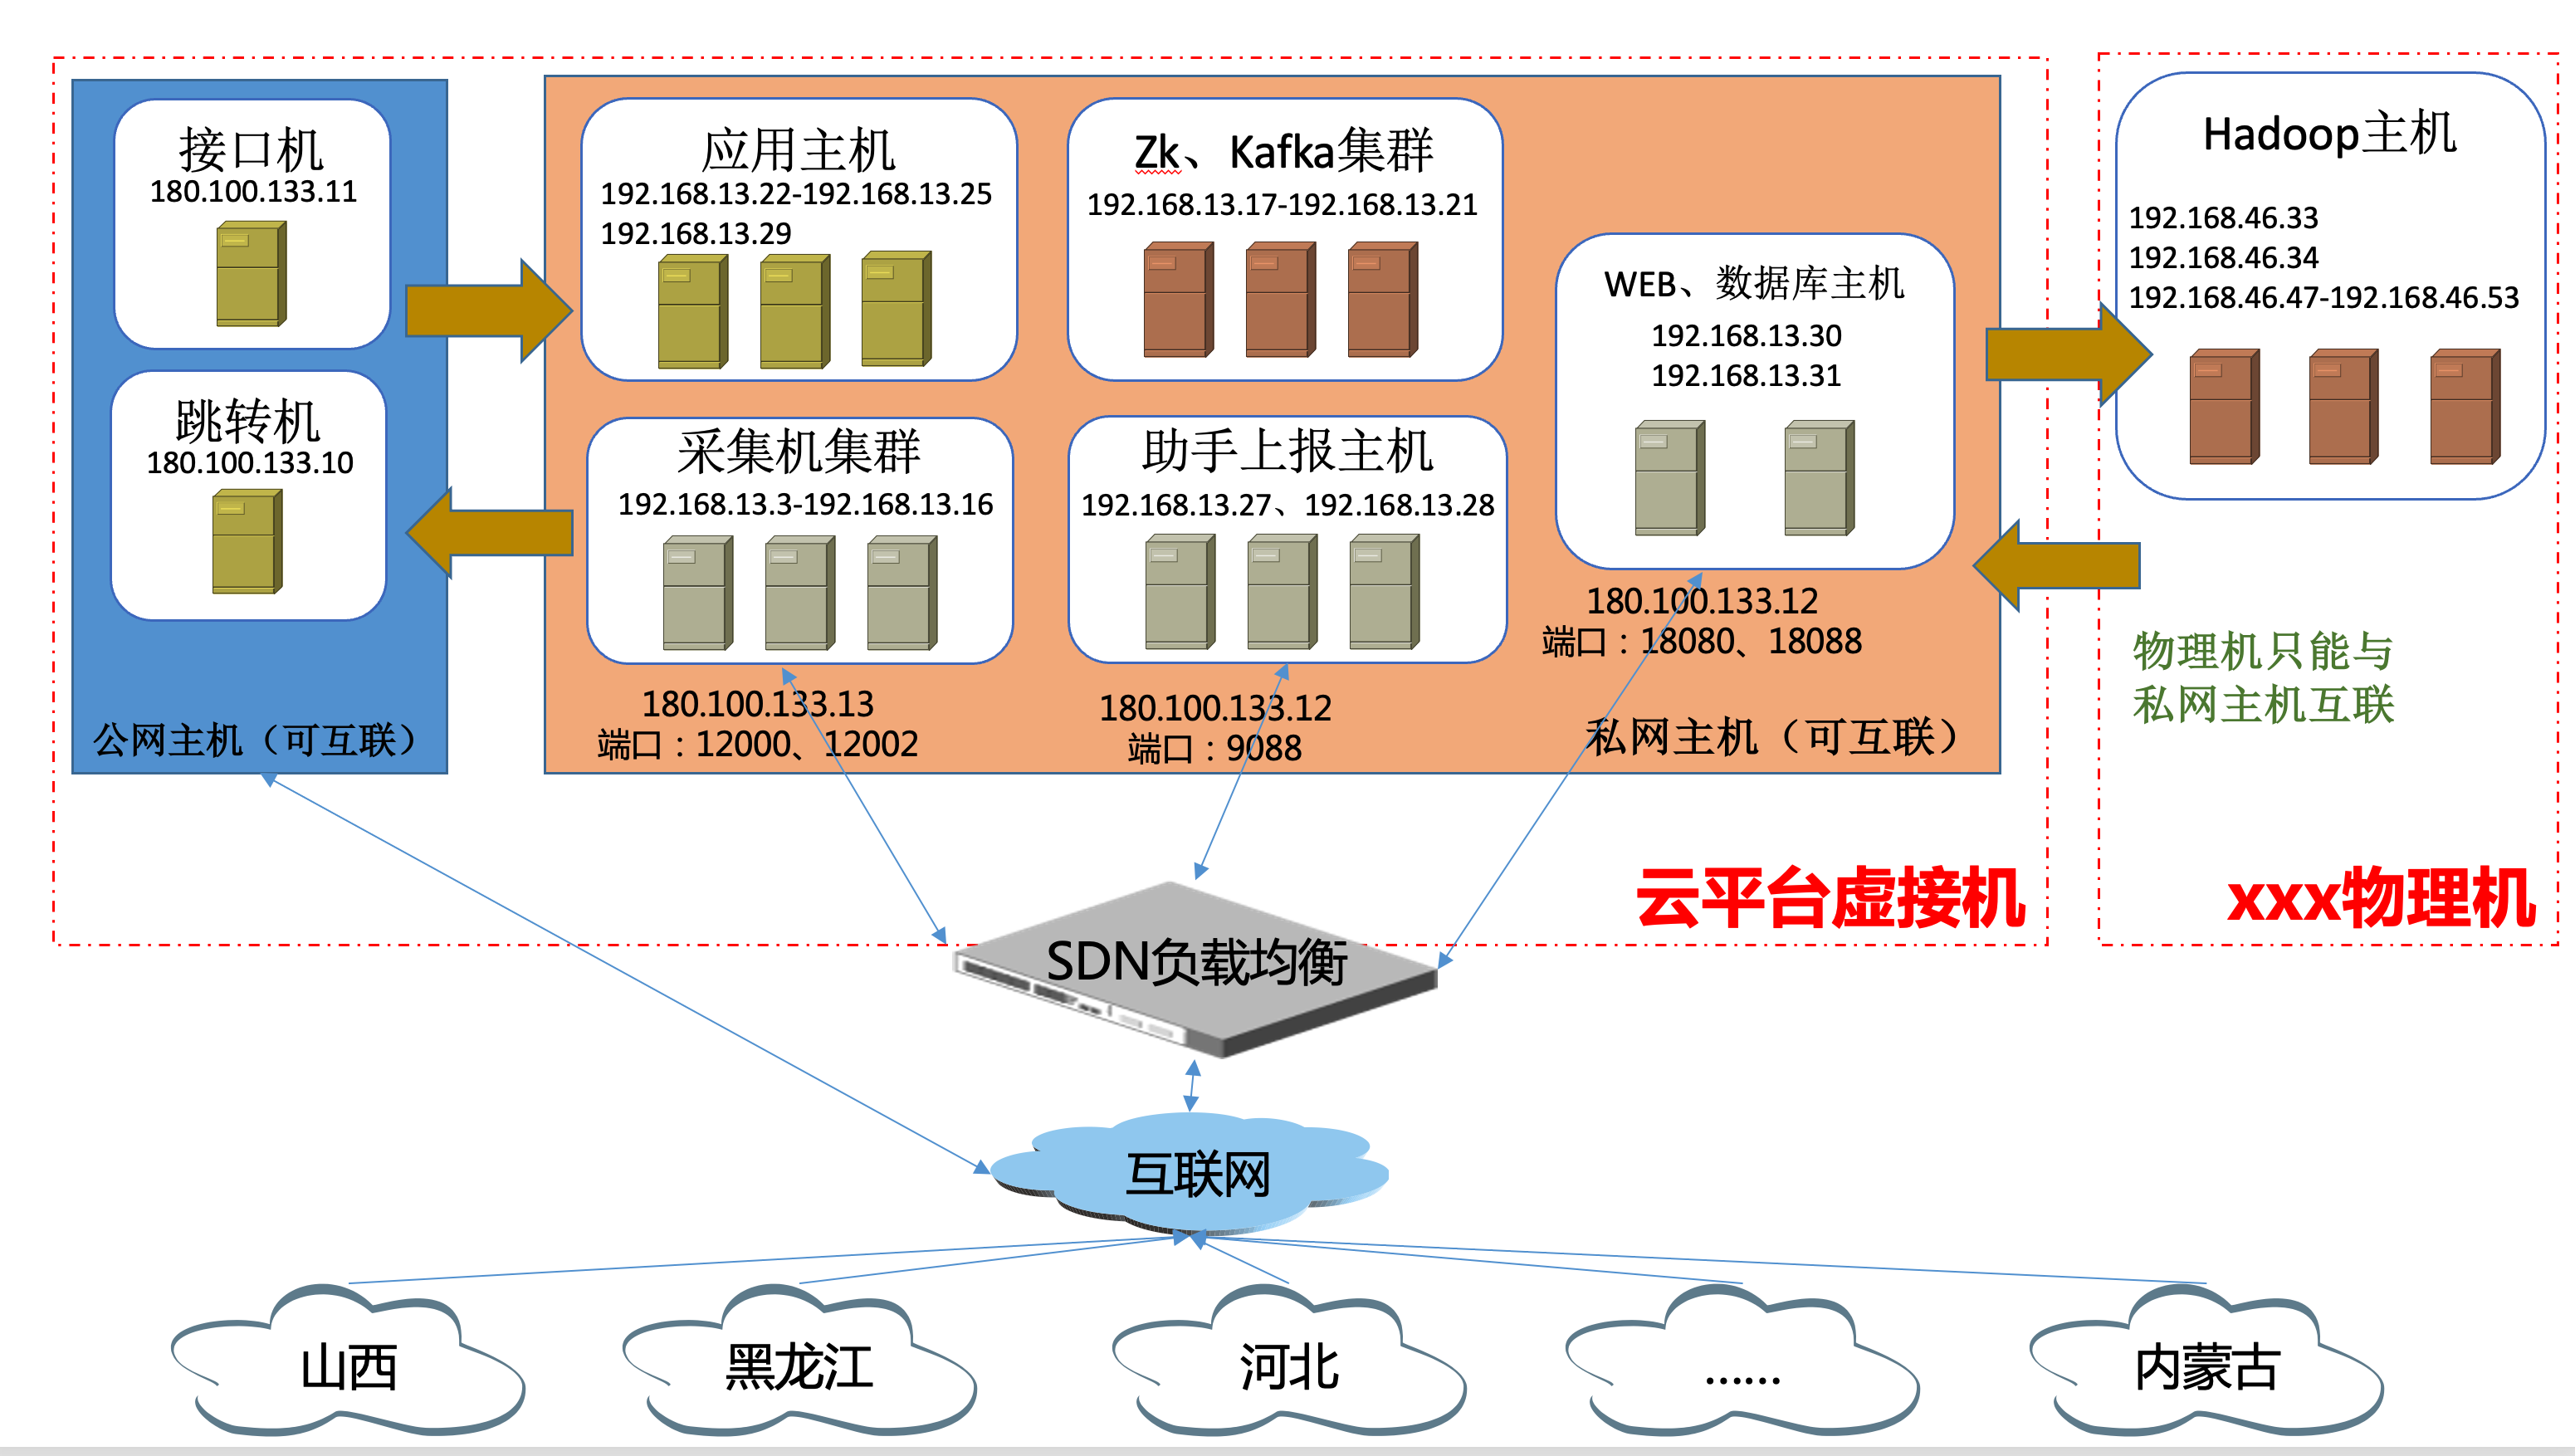 接口机
180.100.133.11
跳转机
180.100.133.10
公网主机（可互联）
应用主机
192.168.13.22-192.168.13.25
192.168.13.29
Zk、Kafka集群
192.168.13.17-192.168.13.21
采集机集群
192.168.13.3-192.168.13.16
180.100.133.13
端口：12000、12002
助手上报主机
192.168.13.27、192.168.13.28
180.100.133.12
端口：9088
WEB、数据库主机
192.168.13.30
192.168.13.31
180.100.133.12
端口：18080、18088
私网主机（可互联）
云平台虚接机
Hadoop主机
192.168.46.33
192.168.46.34
192.168.46.47-192.168.46.53
物理机只能与
私网主机互联
xxx物理机
SDN负载均衡
互联网
山西
黑龙江
河北
......
内蒙古